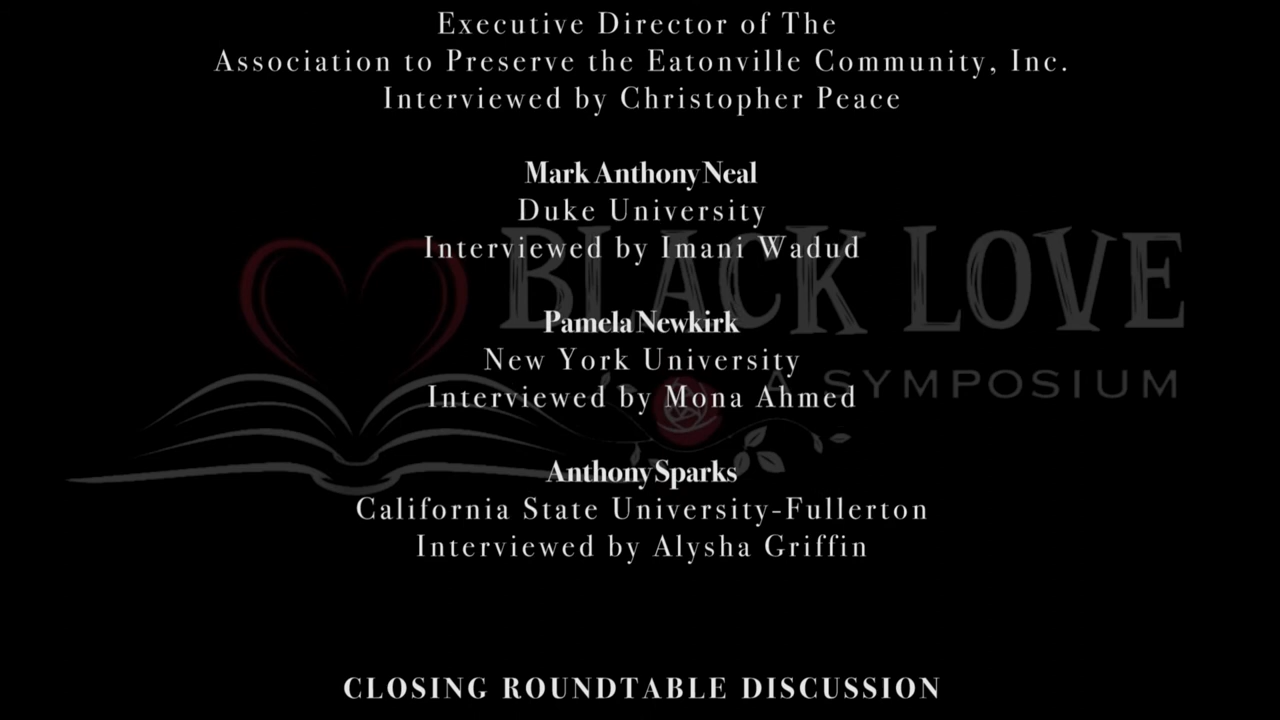 Executive Director of The
Association to Preserve the Eatonville Community, Inc.
Interviewed by Christopher Peace
Mark Anthony Neal
Duke University
Interviewed by Imani Wadud
Pamela Newkirk
New York University
Interviewed by Mona Ahmed
Anthony Sparks
California State University-Fullerton
Interviewed by Alysha Griffin
BLACK LOVE
A SYMPOSIUM
CLOSING ROUNDTABLE DISCUSSION